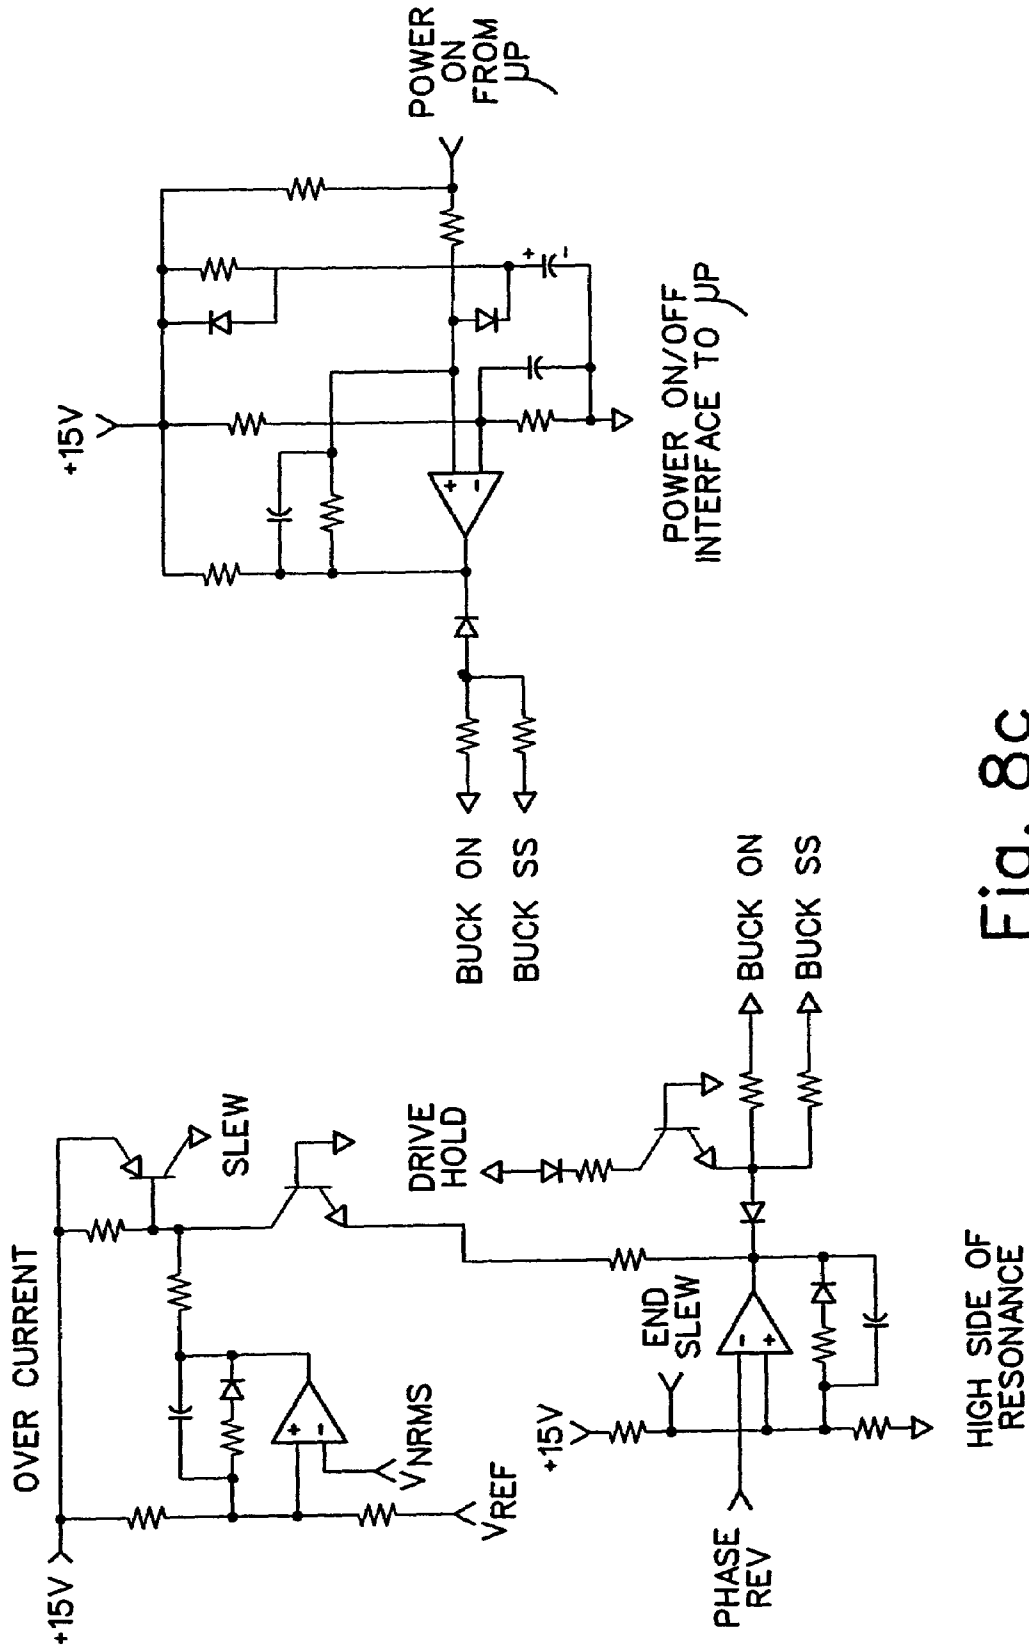 OVER CURRENT
+15V
SLEW
VNRMS
VREF
DRIVE
HOLD
END
SLEW
+15V
PHASE
REV
BUCK ON
BUCK SS
HIGH SIDE OF
RESONANCE
+15V
POWER
ON
FROM
µP
BUCK ON
BUCK SS
POWER ON/OFF
INTERFACE TO µP
+
-
+
-
-
+
+
-
Fig. 8c